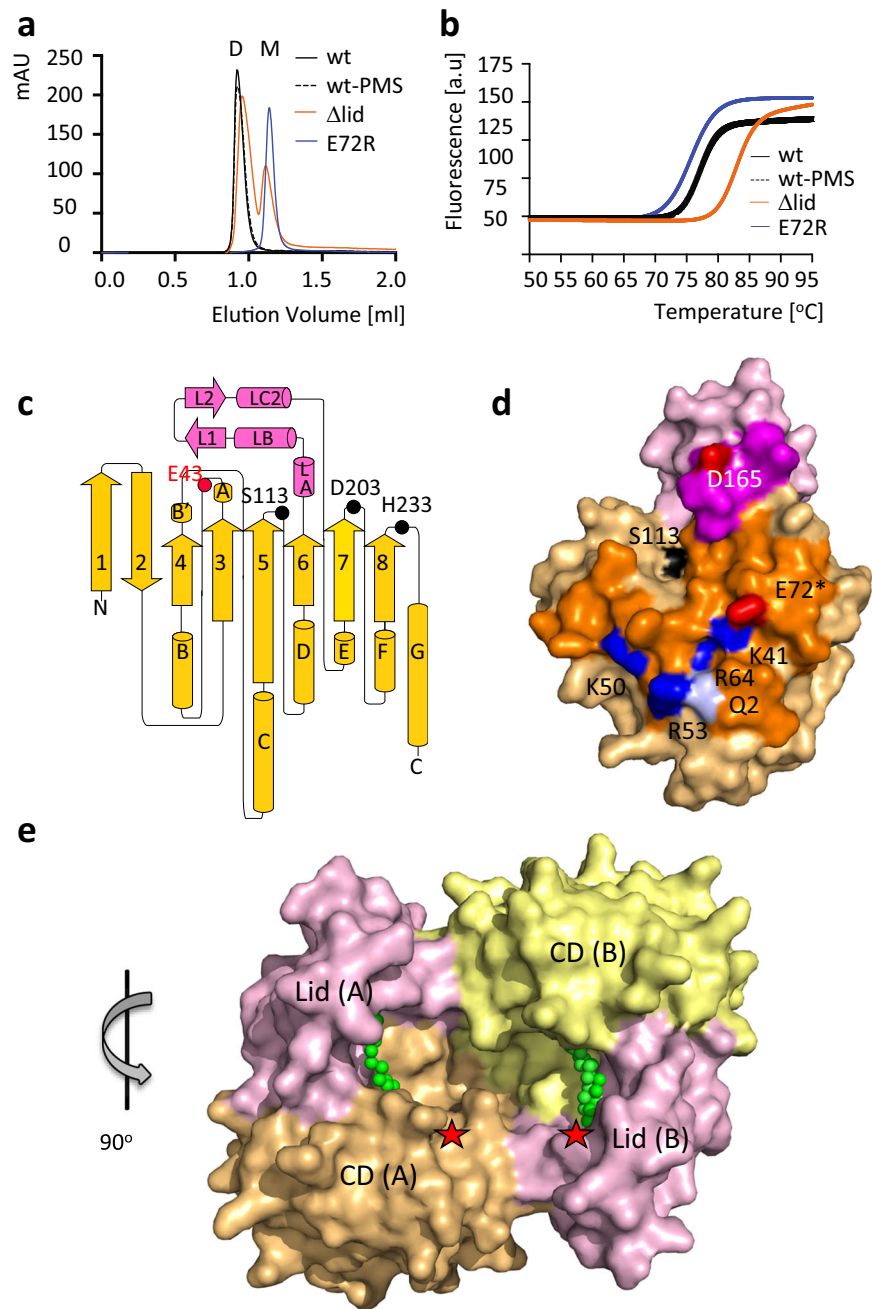 a
D M
mAU
250
200
150
100
50
0
wt
wt-PMS
Δlid
E72R
0.0 0.5 1.0 1.5 2.0
Elution Volume [ml]
b
Fluorescence [a.u]
175
150
125
100
75
50
wt
wt-PMS
Δlid
E72R
50 55 60 65 70 75 80 85 90 95
Temperature [°C]
c
L2 LC2
L1 LB
LA
E43
A
B'
S113
D203
H233
1 2 4 3 5 6 7 8
N
B D E F G
C
C
d
D165
S113
E72*
K41
R64
K50
Q2
R53
e
CD (B)
Lid (A)
Lid (B)
CD (A)
90°